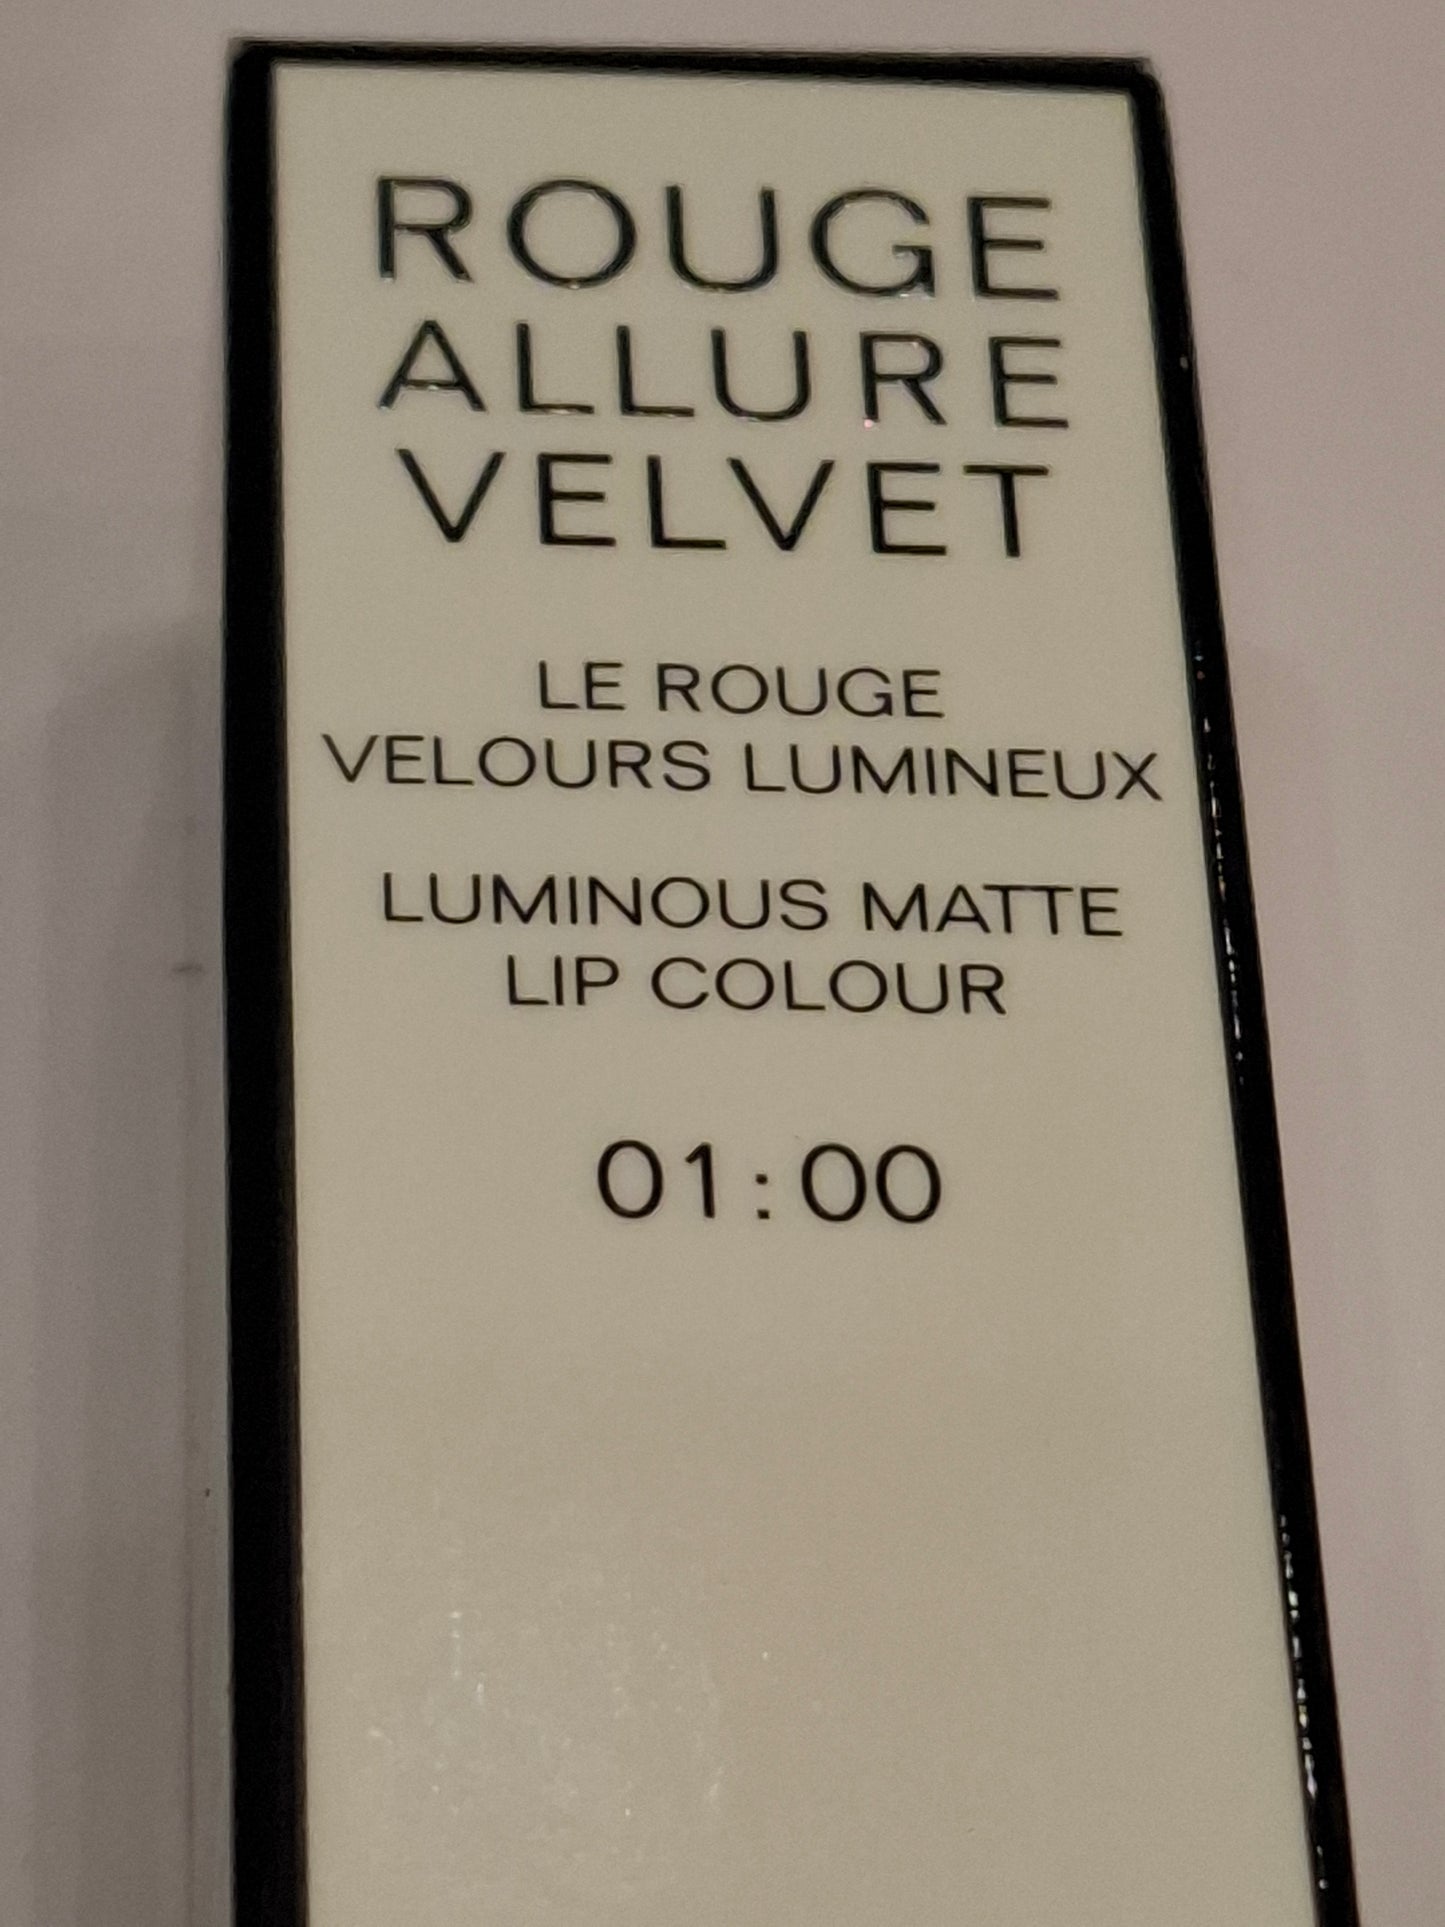 ROUGE
ALLURE
VELVET
LE ROUGE
VELOURS LUMINEUX
LUMINOUS MATTE
LIP COLOUR
01:00